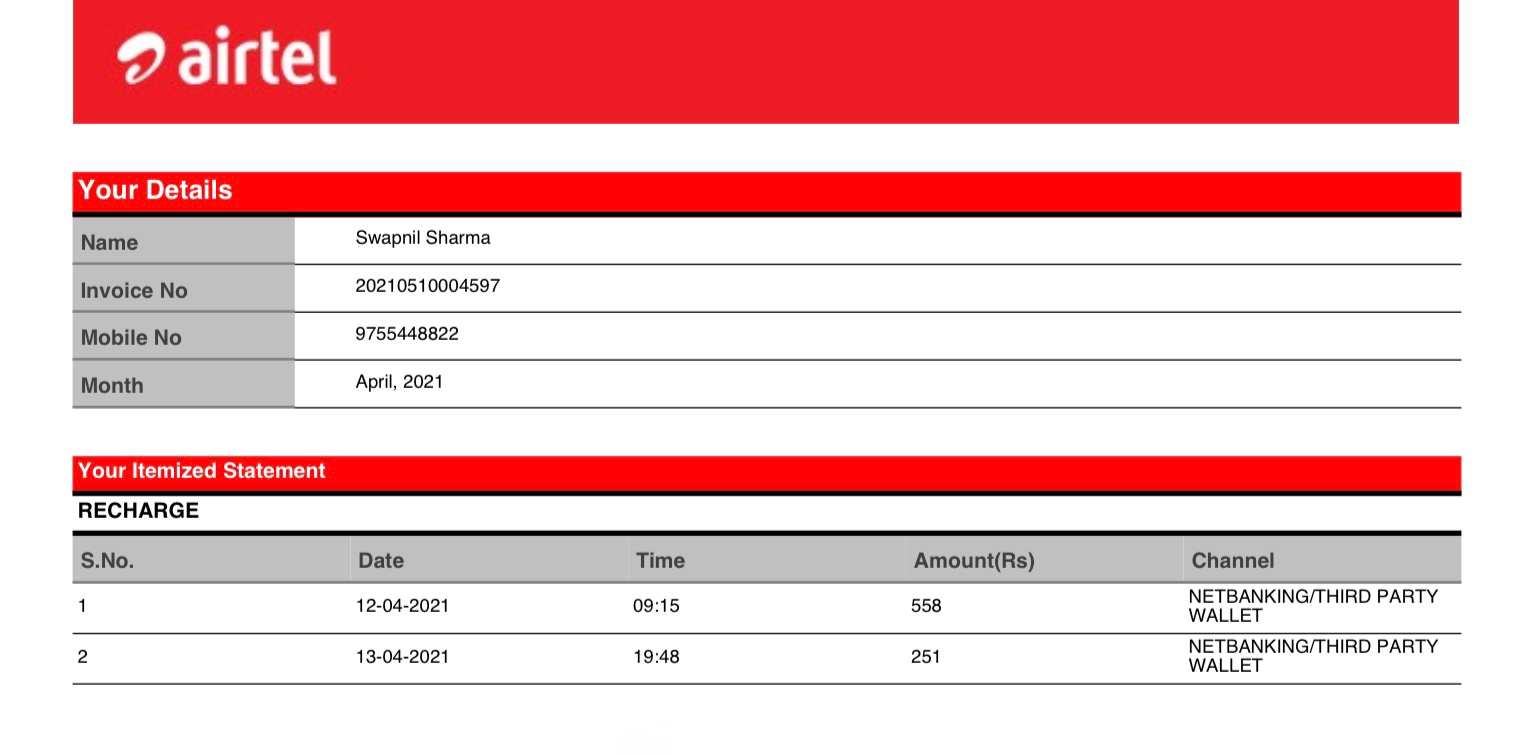 airtel
Your Details
Name Swapnil Sharma
Invoice No 20210510004597
Mobile No 9755448822
Month April, 2021
Your Itemized Statement
RECHARGE
S.No. Date Time Amount(Rs) Channel
1 12-04-2021 09:15 558 NETBANKING/THIRD PARTY
WALLET
2 13-04-2021 19:48 251 NETBANKING/THIRD PARTY
WALLET